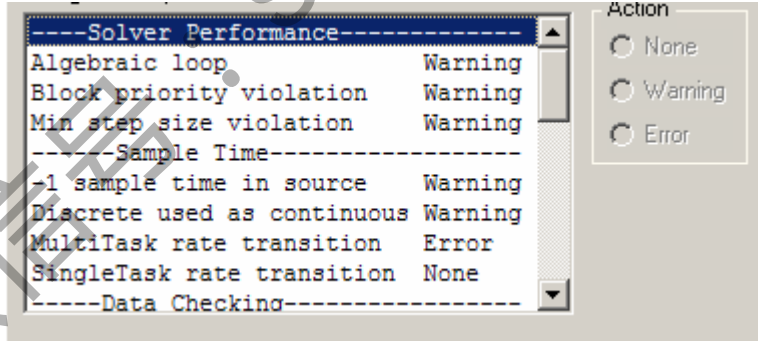 ----Solver Performance-------------
Algebraic loop Warning
Block priority violation Warning
Min step size violation Warning
------Sample Time------------------
-1 sample time in source Warning
Discrete used as continuous Warning
MultiTask rate transition Error
SingleTask rate transition None
-----Data Checking-----------------
Action
None
Warning
Error
信号